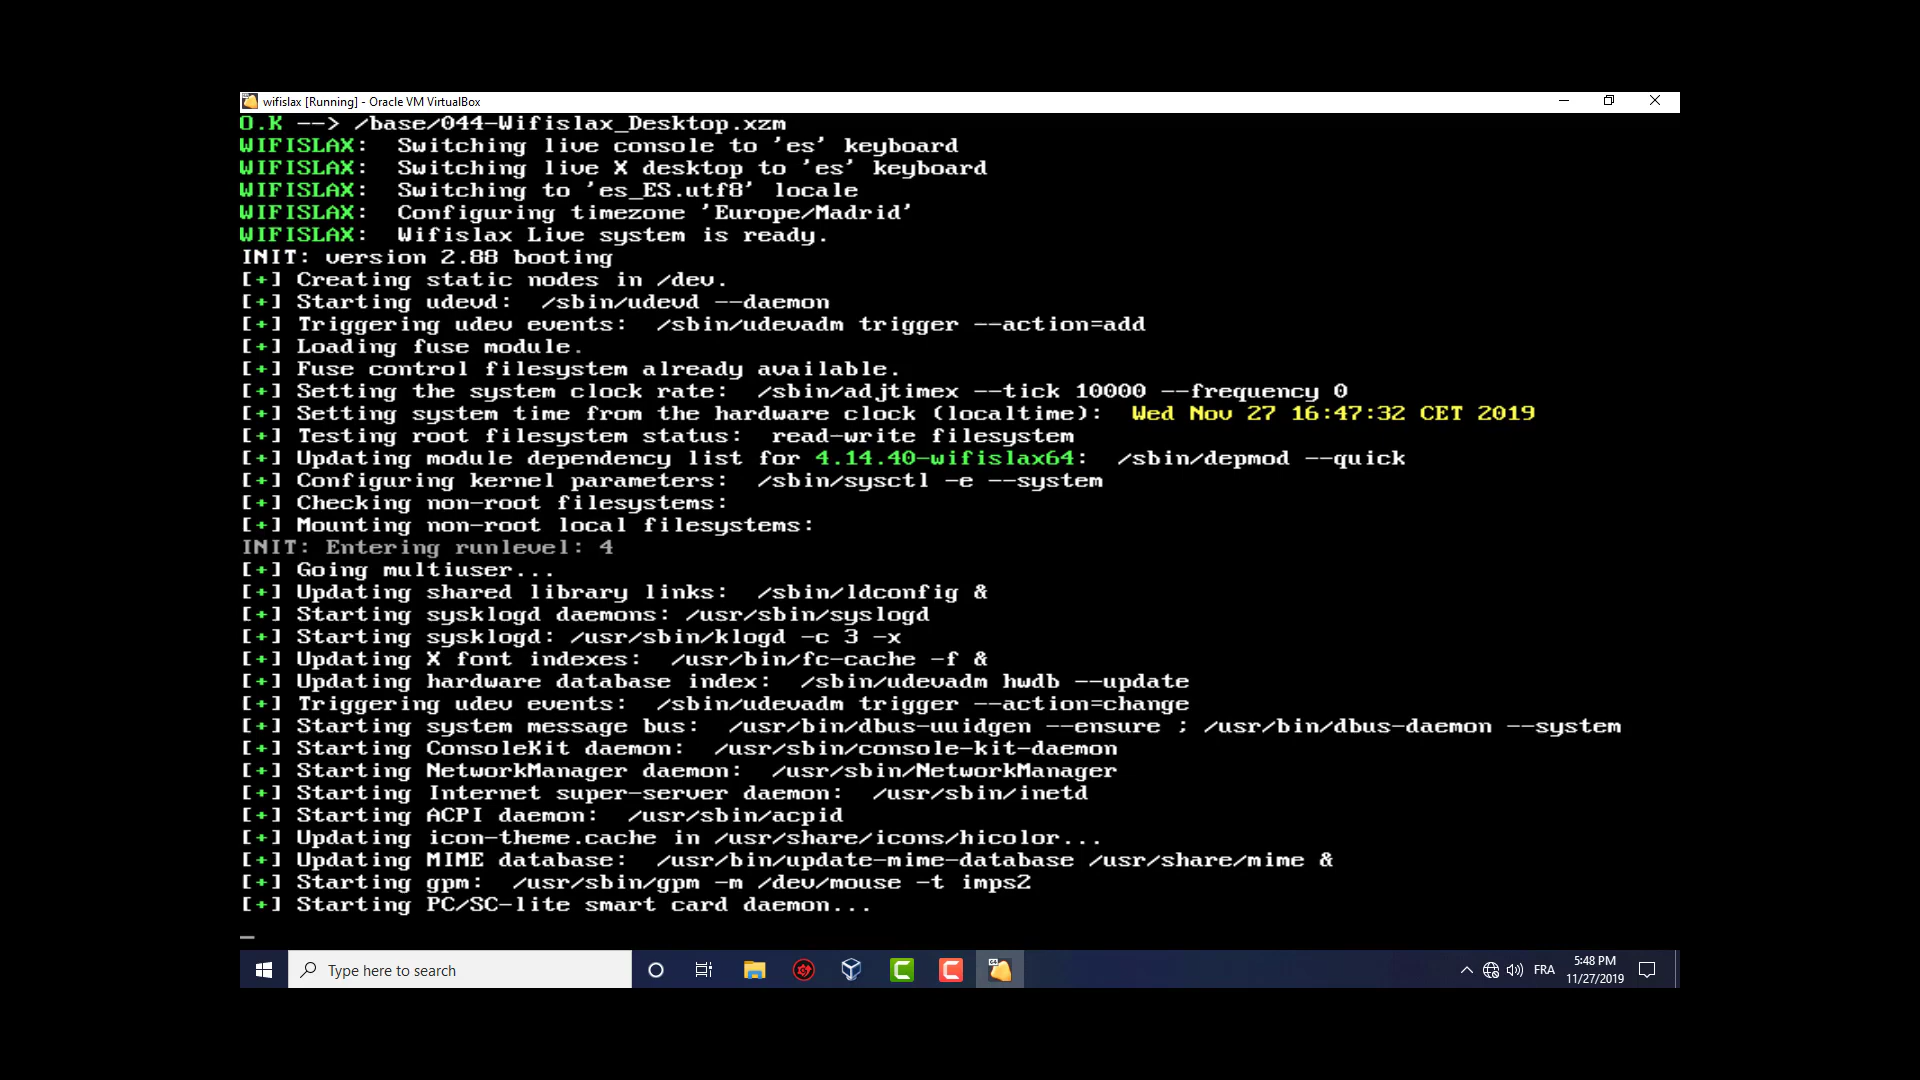 wifislax [Running] - Oracle VM VirtualBox
O.K --> /base/044-Wifislax_Desktop.xzm
WIFISLAX:  Switching live console to 'es' keyboard
WIFISLAX:  Switching live X desktop to 'es' keyboard
WIFISLAX:  Switching to 'es_ES.utf8' locale
WIFISLAX:  Configuring timezone 'Europe/Madrid'
WIFISLAX:  Wifislax Live system is ready.
INIT: version 2.88 booting
[+] Creating static nodes in /dev.
[+] Starting udevd:  /sbin/udevd --daemon
[+] Triggering udev events:  /sbin/udevadm trigger --action=add
[+] Loading fuse module.
[+] Fuse control filesystem already available.
[+] Setting the system clock rate:  /sbin/adjtimex --tick 10000 --frequency 0
[+] Setting system time from the hardware clock (localtime):  Wed Nov 27 16:47:32 CET 2019
[+] Testing root filesystem status:  read-write filesystem
[+] Updating module dependency list for 4.14.40-wifislax64:  /sbin/depmod --quick
[+] Configuring kernel parameters:  /sbin/sysctl -e --system
[+] Checking non-root filesystems:
[+] Mounting non-root local filesystems:
INIT: Entering runlevel: 4
[+] Going multiuser...
[+] Updating shared library links:  /sbin/ldconfig &
[+] Starting sysklogd daemons: /usr/sbin/syslogd
[+] Starting sysklogd: /usr/sbin/klogd -c 3 -x
[+] Updating X font indexes:  /usr/bin/fc-cache -f &
[+] Updating hardware database index:  /sbin/udevadm hwdb --update
[+] Triggering udev events:  /sbin/udevadm trigger --action=change
[+] Starting system message bus:  /usr/bin/dbus-uuidgen --ensure ; /usr/bin/dbus-daemon --system
[+] Starting ConsoleKit daemon:  /usr/sbin/console-kit-daemon
[+] Starting NetworkManager daemon:  /usr/sbin/NetworkManager
[+] Starting Internet super-server daemon:  /usr/sbin/inetd
[+] Starting ACPI daemon:  /usr/sbin/acpid
[+] Updating icon-theme.cache in /usr/share/icons/hicolor...
[+] Updating MIME database:  /usr/bin/update-mime-database /usr/share/mime &
[+] Starting gpm:  /usr/sbin/gpm -m /dev/mouse -t imps2
[+] Starting PC/SC-lite smart card daemon...
_
Type here to search
FRA
5:48 PM
11/27/2019